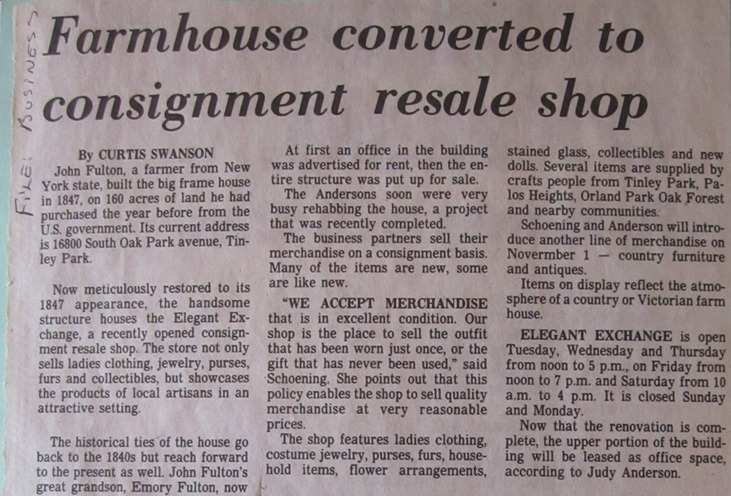 FILE: BUSINESS
Farmhouse converted to
consignment resale shop
By CURTIS SWANSON
John Fulton, a farmer from New
York state, built the big frame house
in 1847, on 160 acres of land he had
purchased the year before from the
U.S. government. Its current address
is 16800 South Oak Park avenue, Tin-
ley Park.
Now meticulously restored to its
1847 appearance, the handsome
structure houses the Elegant Ex-
change, a recently opened consign-
ment resale shop. The store not only
sells ladies clothing, jewelry, purses,
furs and collectibles, but showcases
the products of local artisans in an
attractive setting.
The historical ties of the house go
back to the 1840s but reach forward
to the present as well. John Fulton's
great grandson, Emory Fulton, now
At first an office in the building
was advertised for rent, then the en-
tire structure was put up for sale.
The Andersons soon were very
busy rehabbing the house, a project
that was recently completed.
The business partners sell their
merchandise on a consignment basis.
Many of the items are new, some
are like new.
"WE ACCEPT MERCHANDISE
that is in excellent condition. Our
shop is the place to sell the outfit
that has been worn just once, or the
gift that has never been used," said
Schoening. She points out that this
policy enables the shop to sell quality
merchandise at very reasonable
prices.
The shop features ladies clothing,
costume jewelry, purses, furs, house-
hold items, flower arrangements,
stained glass, collectibles and new
dolls. Several items are supplied by
crafts people from Tinley Park, Pa-
los Heights, Orland Park Oak Forest
and nearby communities.
Schoening and Anderson will intro-
duce another line of merchandise on
Novermber 1 — country furniture
and antiques.
Items on display reflect the atmo-
sphere of a country or Victorian farm
house.
ELEGANT EXCHANGE is open
Tuesday, Wednesday and Thursday
from noon to 5 p.m., on Friday from
noon to 7 p.m. and Saturday from 10
a.m. to 4 p.m. It is closed Sunday
and Monday.
Now that the renovation is com-
plete, the upper portion of the build-
ing will be leased as office space,
according to Judy Anderson.